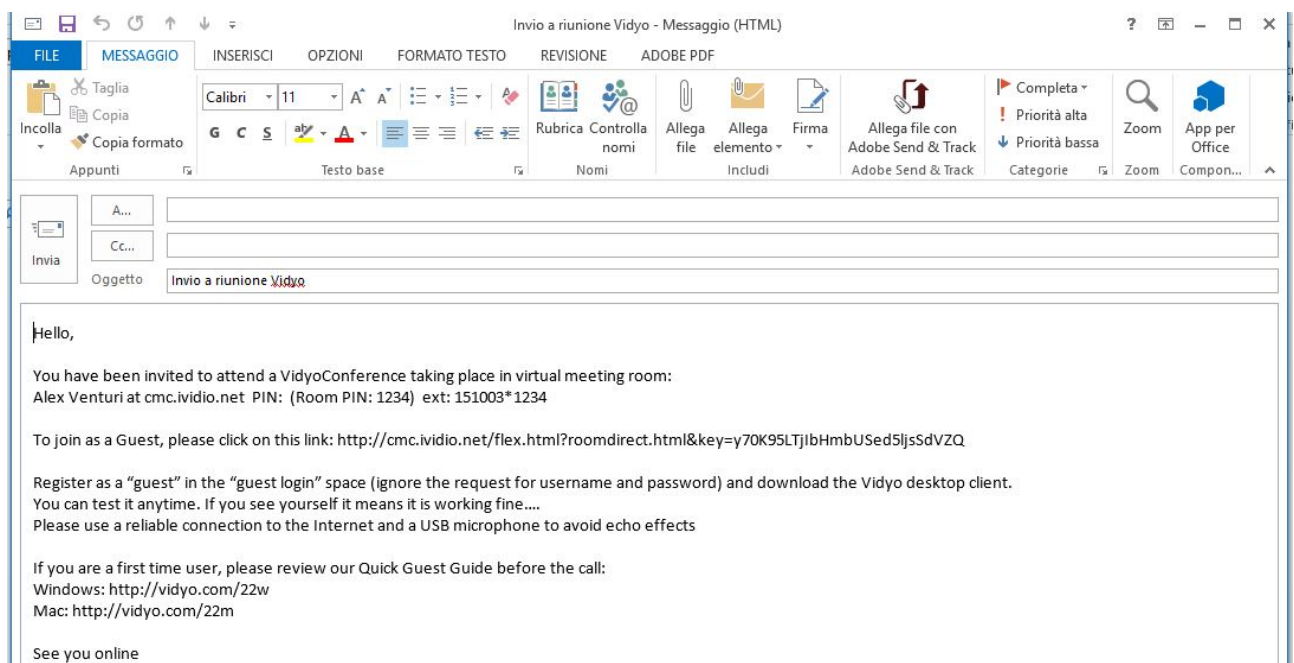 Invio a riunione Vidyo - Messaggio (HTML)
FILE MESSAGGIO INSERISCI OPZIONI FORMATO TESTO REVISIONE ADOBE PDF
Incolla
Taglia
Copia
Copia formato
Appunti
Calibri 11
G C S
Testo base
Rubrica
Controlla nomi
Nomi
Allega file
Allega elemento
Firma
Includi
Allega file con
Adobe Send & Track
Adobe Send & Track
Completa
Priorità alta
Priorità bassa
Categorie
Zoom
Zoom
App per
Office
Compon...
Invia
A...
Cc...
Oggetto Invio a riunione Vidyo
Hello,
You have been invited to attend a VidyoConference taking place in virtual meeting room:
Alex Venturi at cmc.ividio.net PIN: (Room PIN: 1234) ext: 151003*1234
To join as a Guest, please click on this link: http://cmc.ividio.net/flex.html?roomdirect.html&key=y70K95LTjIbHmbUSed5ljsSdVZQ
Register as a “guest” in the “guest login” space (ignore the request for username and password) and download the Vidyo desktop client.
You can test it anytime. If you see yourself it means it is working fine....
Please use a reliable connection to the Internet and a USB microphone to avoid echo effects
If you are a first time user, please review our Quick Guest Guide before the call:
Windows: http://vidyo.com/22w
Mac: http://vidyo.com/22m
See you online